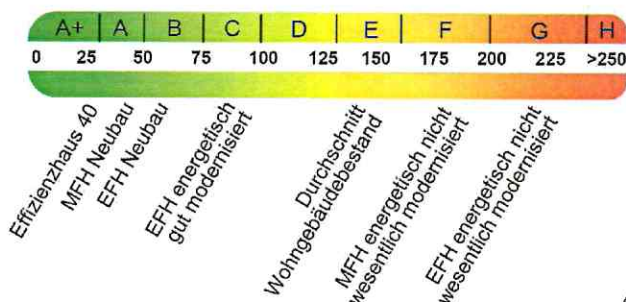 A+ A B C D E F G H
0 25 50 75 100 125 150 175 200 225 >250
Effizienzhaus 40
MFH Neubau
EFH Neubau
EFH energetisch
gut modernisiert
Durchschnitt
Wohngebäudebestand
MFH energetisch nicht
wesentlich modernisiert
EFH energetisch nicht
wesentlich modernisiert